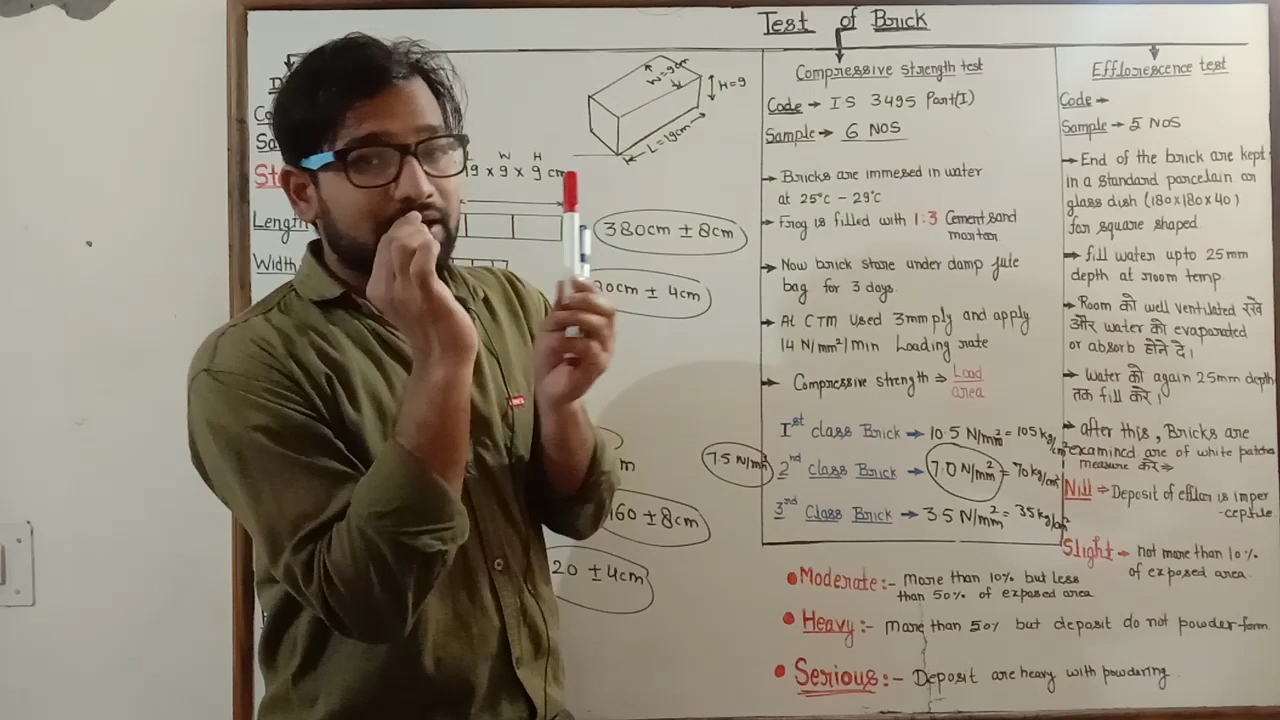 Test of Brick
W=9cm
H=9
L=19cm
L W H
19 x 9 x 9 cm
Length
380cm ± 8cm
Width
0cm ± 4cm
m
160 ± 8cm
20 ± 4cm
Compressive strength test
Code → IS 3495 Part(I)
Sample → 6 NOS
→ Bricks are immesed in water
at 25°c - 29°c
→ Frog is filled with 1:3 Cement, sand
mortar
→ Now brick store under damp jute
bag for 3 days.
→ At CTM Used 3mm ply and apply
14 N/mm²/min Loading rate
→ Compressive strength ⇒ Load
area
Ist class Brick → 10.5 N/mm² = 105 kg/cm²
7.5 N/mm²
2nd class Brick → 7.0 N/mm² = 70 kg/cm²
3rd Class Brick → 3.5 N/mm² = 35 kg/cm²
Efflorescence test
Code →
Sample → 5 NOS
→ End of the brick are kept
in a standard porcelain or
glass dish (180x180x40)
for square shaped
→ fill water upto 25mm
depth at room temp.
→ Room को well ventilated रखे
और water को evaporated
or absorb होने दे।
→ Water को again 25mm depth
तक fill करे।
→ after this, Bricks are
examined are of white patche
measure करे ⇒
Nill ⇒ Deposit of efflor is imper
-ceptule
Slight → not more than 10%
of exposed area.
• Moderate:- more than 10% but less
than 50% of exposed area
• Heavy:- more than 50% but deposit do not powder-form.
• Serious:- Deposit are heavy with powdering.